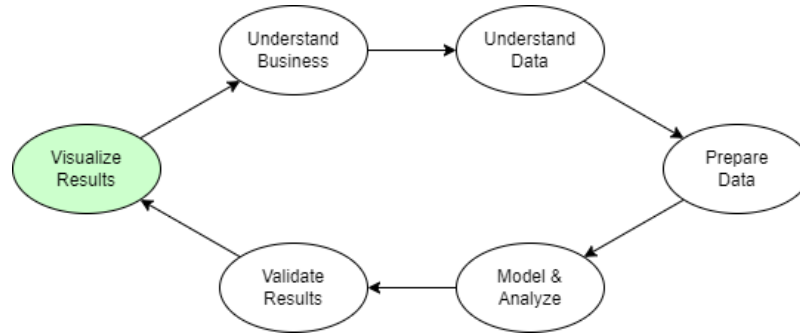 Understand
Business
Understand
Data
Visualize
Results
Prepare
Data
Validate
Results
Model &
Analyze